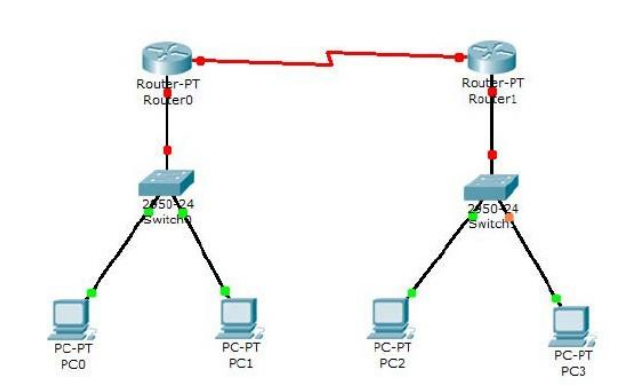 Router-PT
Router0
Router-PT
Router1
2950-24
Switch0
2950-24
Switch1
PC-PT
PC0
PC-PT
PC1
PC-PT
PC2
PC-PT
PC3